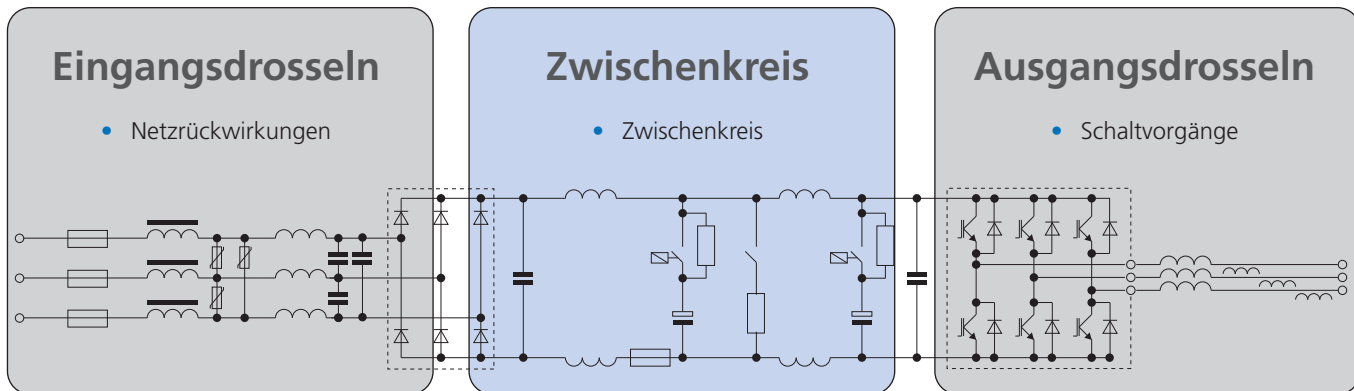 Eingangsdrosseln
• Netzrückwirkungen
Zwischenkreis
• Zwischenkreis
Ausgangsdrosseln
• Schaltvorgänge